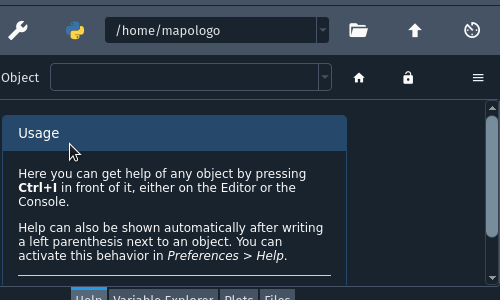 /home/mapologo
Object
Usage
Here you can get help of any object by pressing
Ctrl+I in front of it, either on the Editor or the
Console.
Help can also be shown automatically after writing
a left parenthesis next to an object. You can
activate this behavior in Preferences > Help.
Help Variable Explorer Plots Files